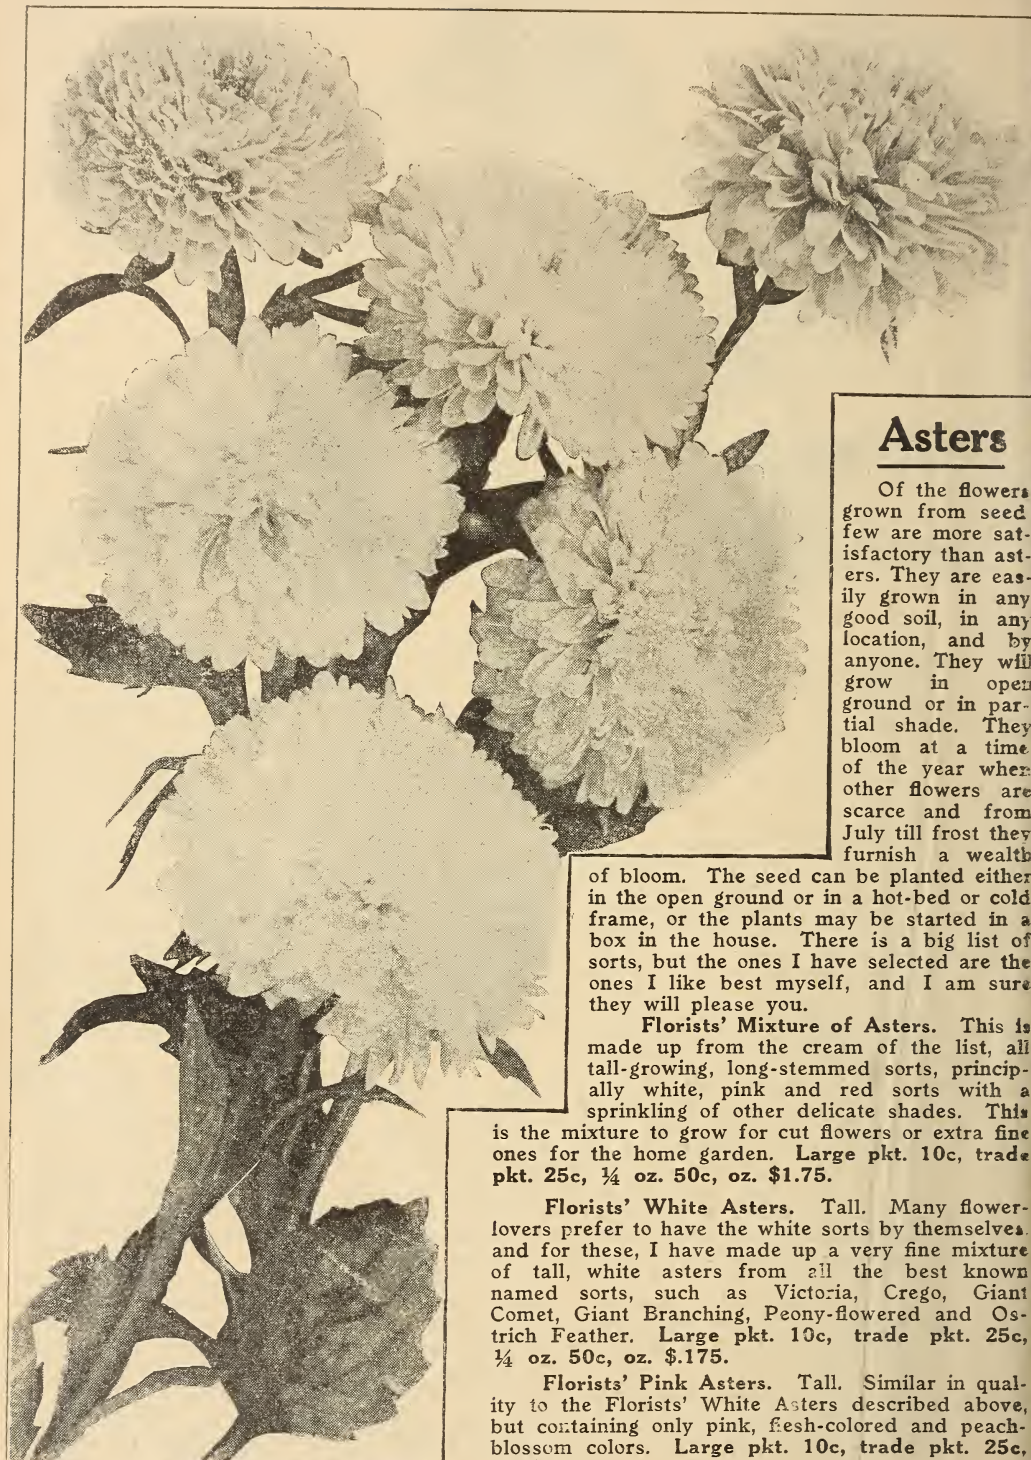 Asters
Of the flowers
grown from seed
few are more sat-
isfactory than ast-
ers. They are eas-
ily grown in any
good soil, in any
location, and by
anyone. They will
grow in open
ground or in par-
tial shade. They
bloom at a time
of the year when
other flowers are
scarce and from
July till frost they
furnish a wealth
of bloom. The seed can be planted either
in the open ground or in a hot-bed or cold
frame, or the plants may be started in a
box in the house. There is a big list of
sorts, but the ones I have selected are the
ones I like best myself, and I am sure
they will please you.
Florists' Mixture of Asters. This is
made up from the cream of the list, all
tall-growing, long-stemmed sorts, princip-
ally white, pink and red sorts with a
sprinkling of other delicate shades. This
is the mixture to grow for cut flowers or extra fine
ones for the home garden. Large pkt. 10c, trade
pkt. 25c, ¼ oz. 50c, oz. $1.75.
Florists' White Asters. Tall. Many flower-
lovers prefer to have the white sorts by themselves.
and for these, I have made up a very fine mixture
of tall, white asters from all the best known
named sorts, such as Victoria, Crego, Giant
Comet, Giant Branching, Peony-flowered and Os-
trich Feather. Large pkt. 10c, trade pkt. 25c,
¼ oz. 50c, oz. $.175.
Florists' Pink Asters. Tall. Similar in qual-
ity to the Florists' White Asters described above,
but containing only pink, flesh-colored and peach-
blossom colors. Large pkt. 10c, trade pkt. 25c,